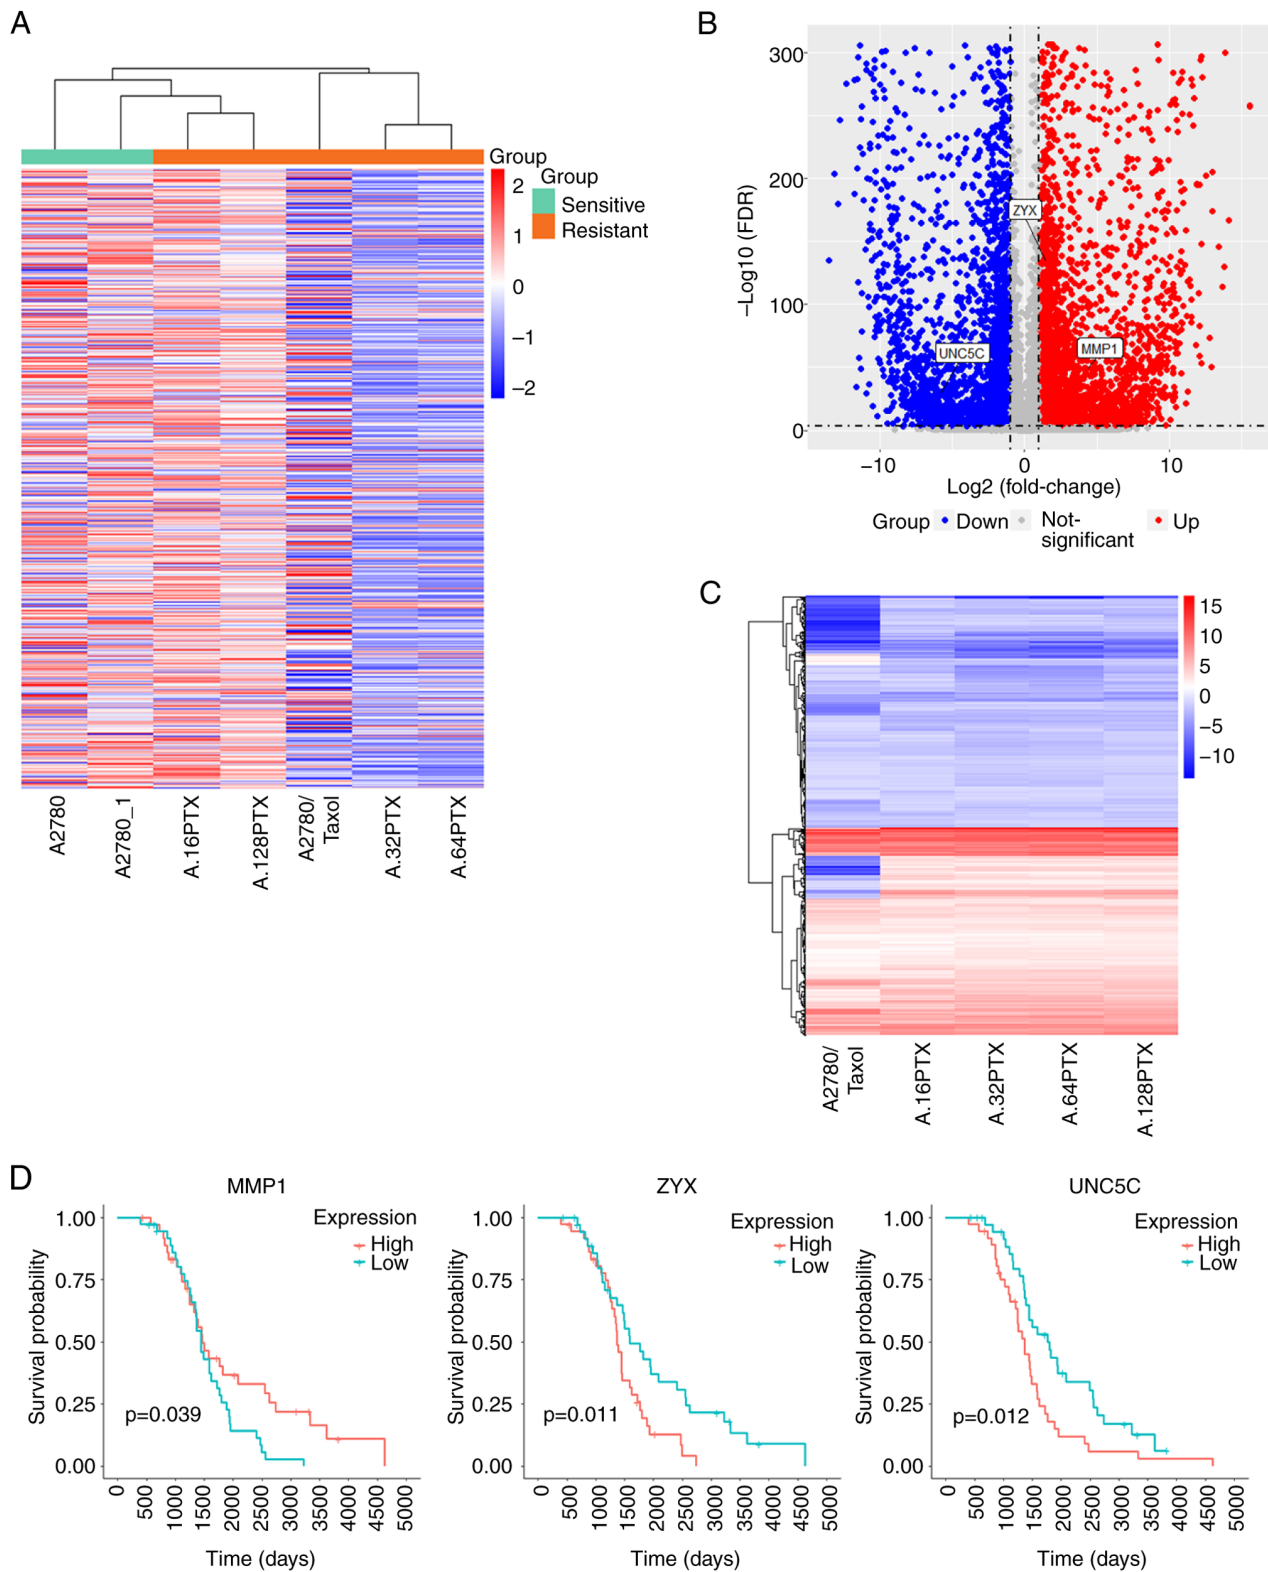 A
Group
Group
Sensitive
Resistant
2
1
0
−1
−2
A2780
A2780_1
A.16PTX
A.128PTX
A2780/
Taxol
A.32PTX
A.64PTX
B
−Log10 (FDR)
300
200
100
0
ZYX
UNC5C
MMP1
−10
0
10
Log2 (fold-change)
Group
Down
Not-
significant
Up
C
15
10
5
0
−5
−10
A2780/
Taxol
A.16PTX
A.32PTX
A.64PTX
A.128PTX
D
MMP1
Survival probability
1.00
0.75
0.50
0.25
0.00
Expression
High
Low
p=0.039
0 500 1000 1500 2000 2500 3000 3500 4000 4500 5000
Time (days)
ZYX
Survival probability
1.00
0.75
0.50
0.25
0.00
Expression
High
Low
p=0.011
0 500 1000 1500 2000 2500 3000 3500 4000 4500 5000
Time (days)
UNC5C
Survival probability
1.00
0.75
0.50
0.25
0.00
Expression
High
Low
p=0.012
0 500 1000 1500 2000 2500 3000 3500 4000 4500 5000
Time (days)